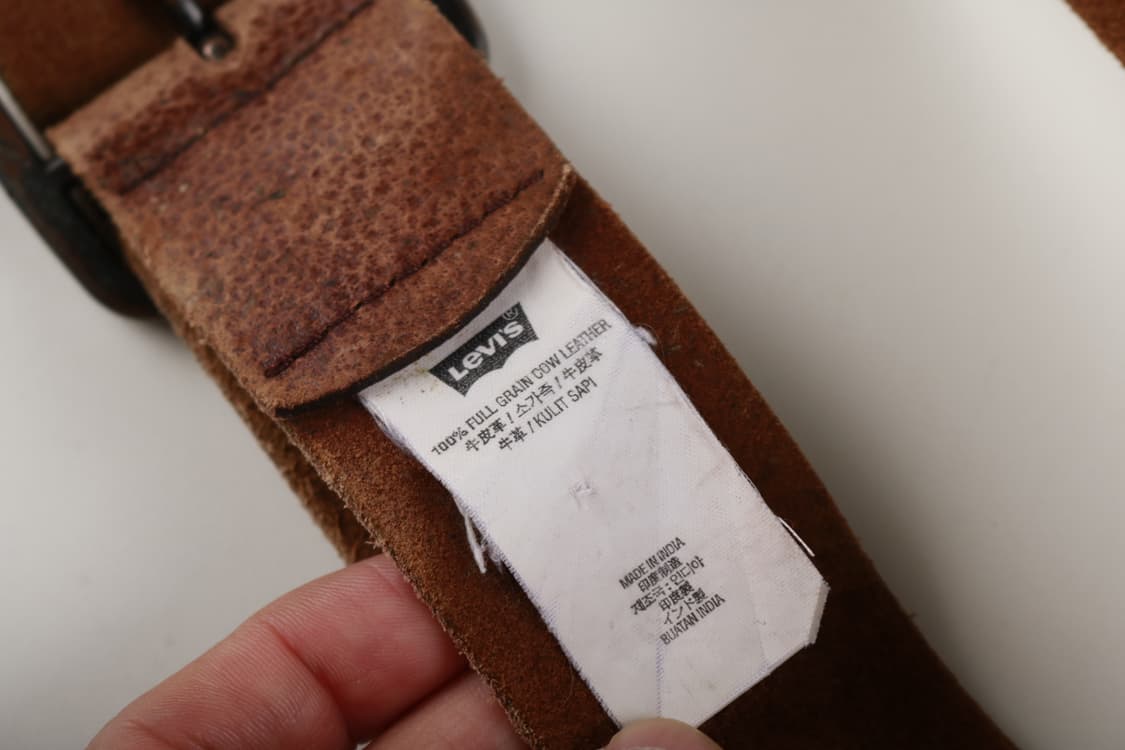 Levi's®
100% FULL GRAIN COW LEATHER
牛皮革 / 소가죽 / 牛皮革
牛革 / KULIT SAPI
MADE IN INDIA
印度制造
제조국 : 인디아
印度製
インド製
BUATAN INDIA